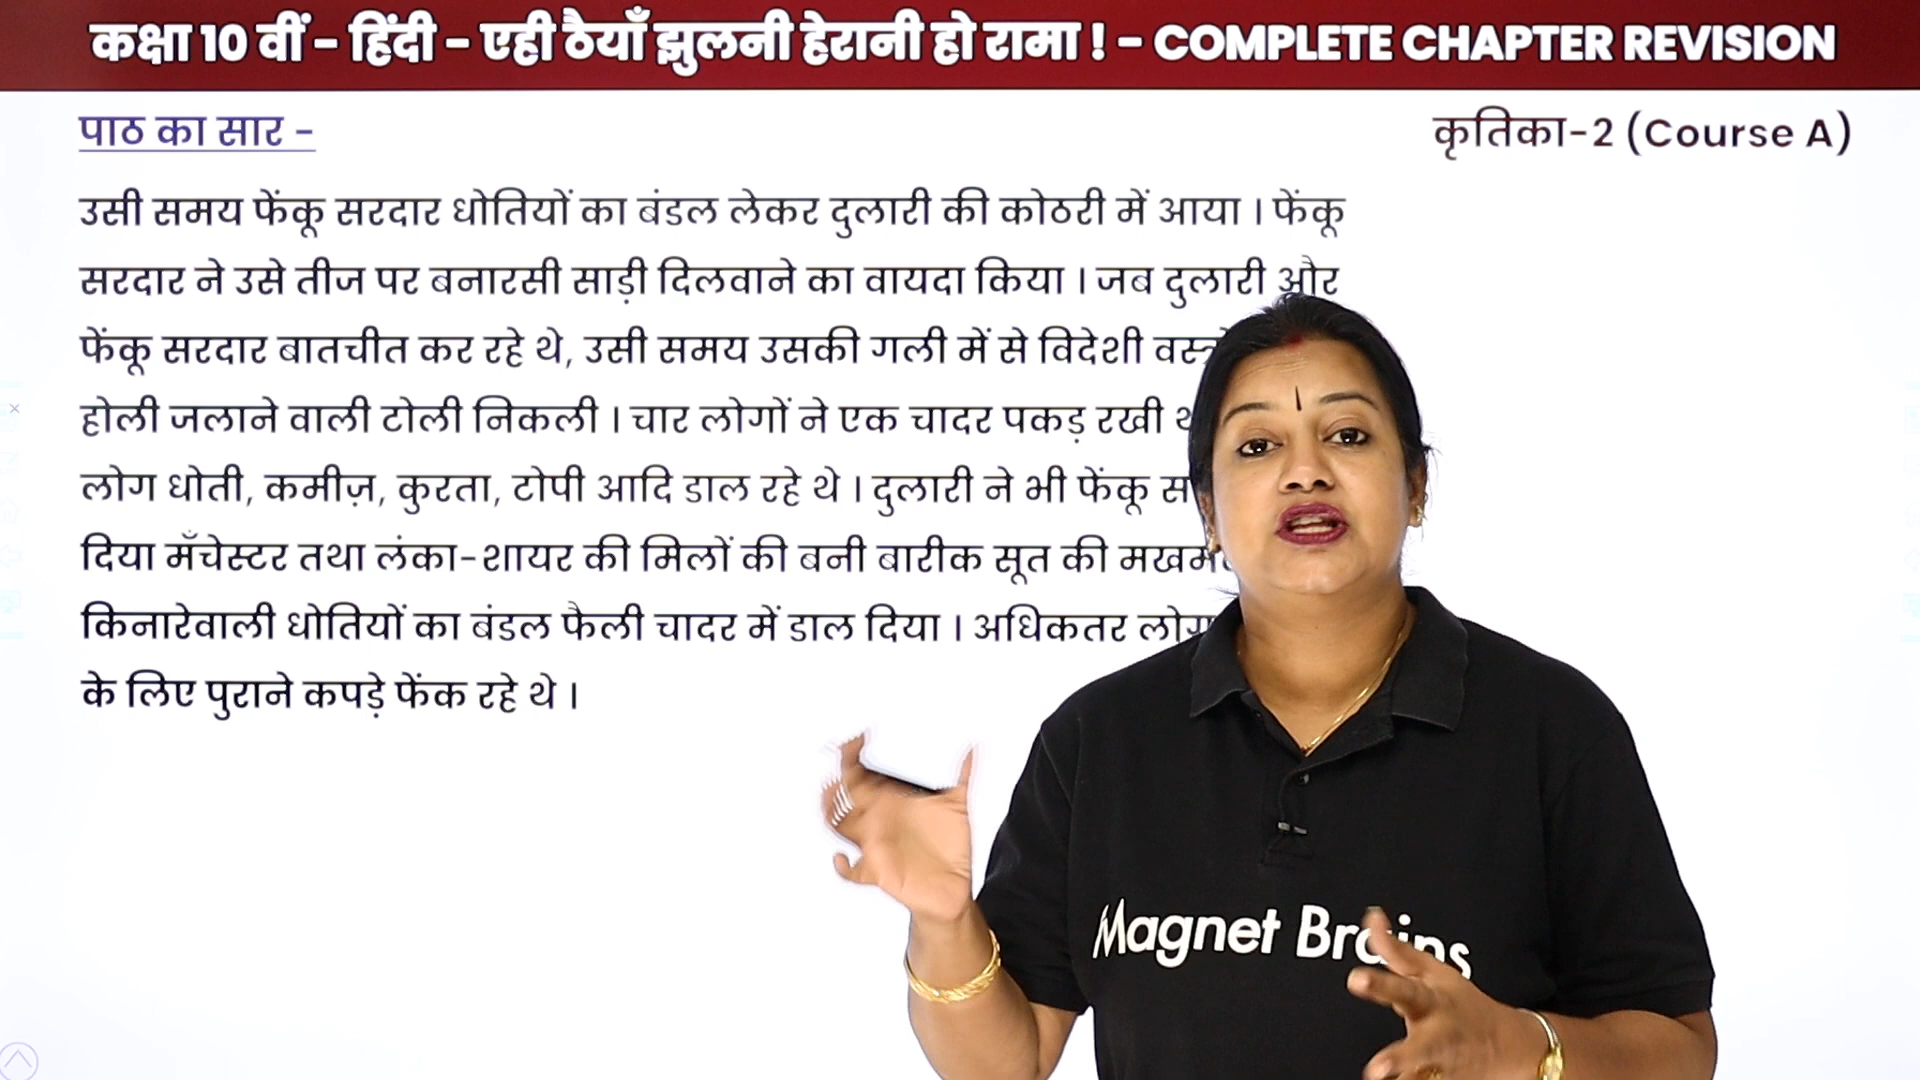 कक्षा 10 वीं - हिंदी - एही ठैयाँ झुलनी हेरानी हो रामा ! - COMPLETE CHAPTER REVISION
पाठ का सार -
कृतिका-2 (Course A)
उसी समय फेंकू सरदार धोतियों का बंडल लेकर दुलारी की कोठरी में आया । फेंकू
सरदार ने उसे तीज पर बनारसी साड़ी दिलवाने का वायदा किया । जब दुलारी और
फेंकू सरदार बातचीत कर रहे थे, उसी समय उसकी गली में से विदेशी
होली जलाने वाली टोली निकली । चार लोगों ने एक चादर पकड़ रखी
लोग धोती, कमीज़, कुरता, टोपी आदि डाल रहे थे । दुलारी ने भी फेंकू
दिया मँचेस्टर तथा लंका-शायर की मिलों की बनी बारीक सूत की
किनारेवाली धोतियों का बंडल फैली चादर में डाल दिया । अधिकतर
के लिए पुराने कपड़े फेंक रहे थे ।
Magnet Brains